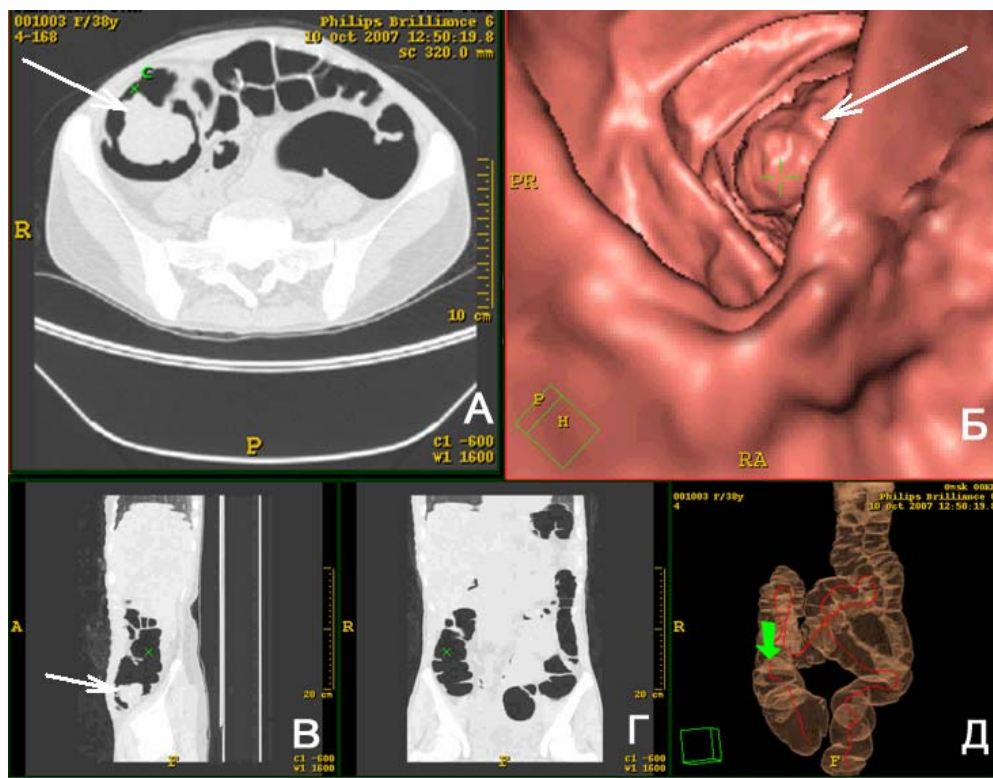 001003 F/38y
4-168
Philips Brilliance 6
10 Oct 2007 12:50:19.8
SC 320.0 mm
C
R
10 cm
P
A
C1 -600
W1 1600
PR
P
H
RA
Б
A
20 cm
В
P
C1 -600
W1 1600
R
20 cm
Г
P
C1 -600
W1 1600
001003 F/38y
4
Philips Brilliance
10 Oct 2007 12:50:19.8
R
F
Д